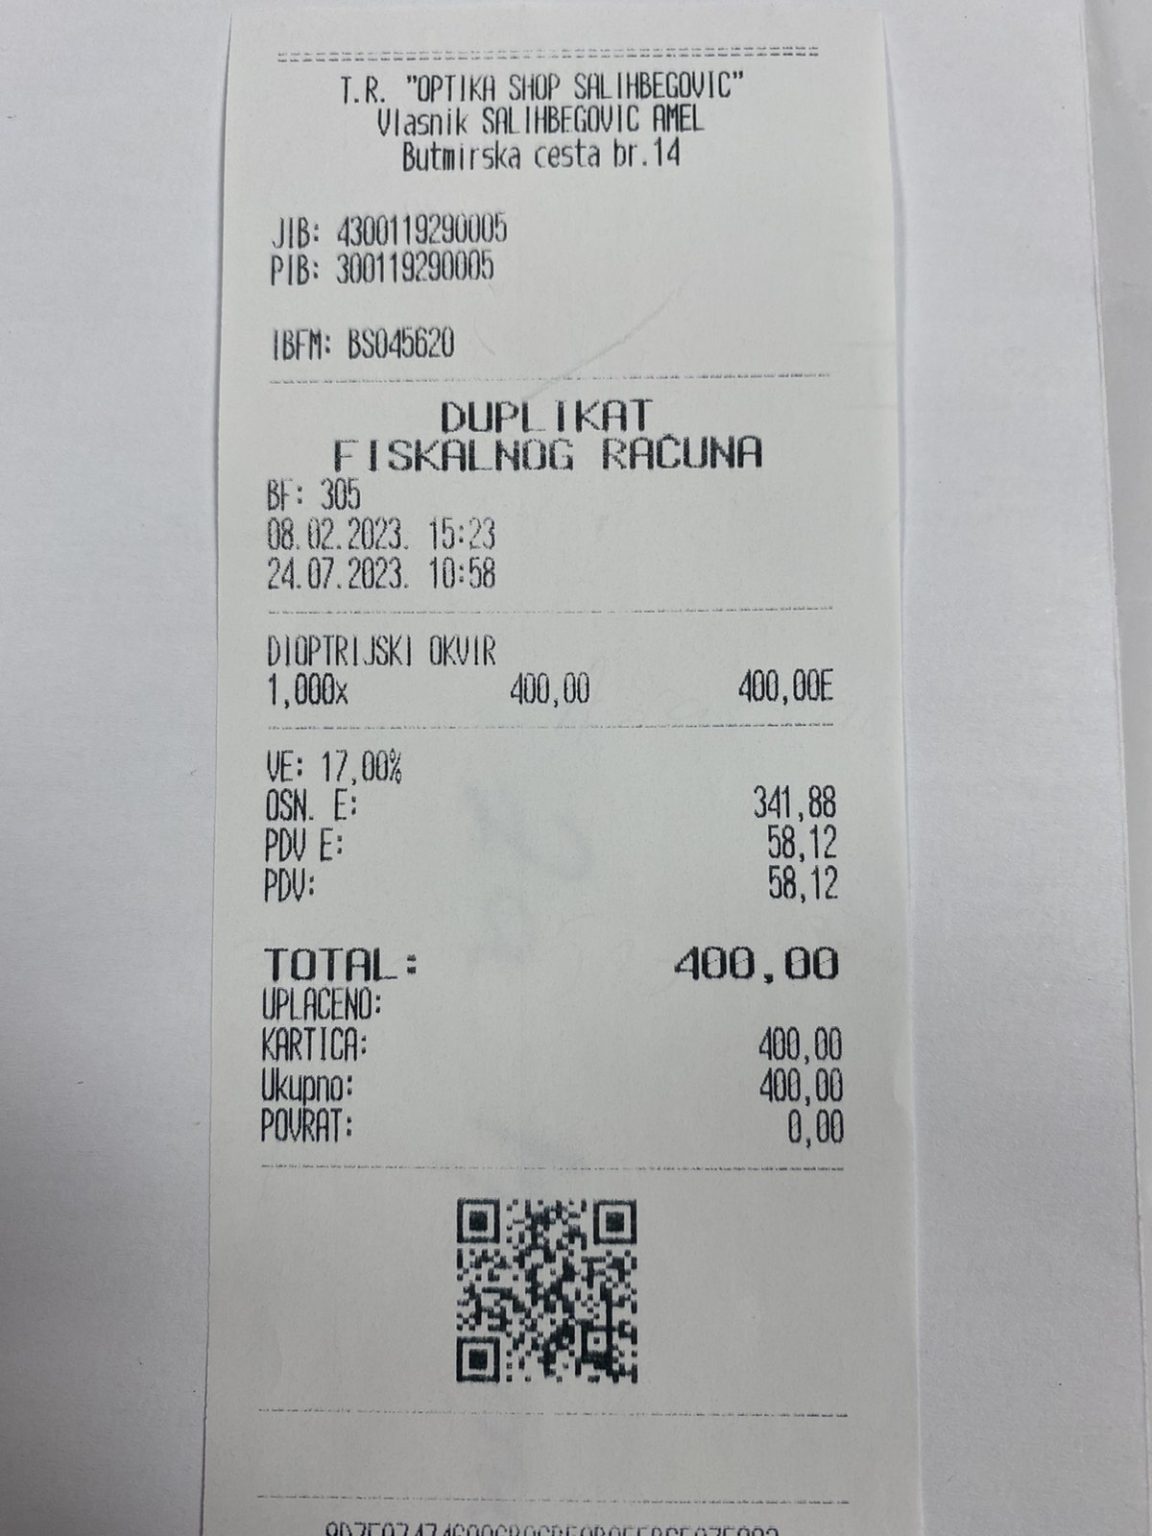 T.R. "OPTIKA SHOP SALIHBEGOVIC"
Vlasnik SALIHBEGOVIC AMEL
Butmirska cesta br.14
JIB: 4300119290005
PIB: 300119290005
IBFM: BS045620
DUPLIKAT
FISKALNOG RAČUNA
BF: 305
08.02.2023. 15:23
24.07.2023. 10:58
DIOPTRIJSKI OKVIR
1,000x 400,00 400,00E
VE: 17,00%
OSN. E: 341,88
PDV E: 58,12
PDV: 58,12
TOTAL: 400,00
UPLACENO:
KARTICA: 400,00
Ukupno: 400,00
POVRAT: 0,00